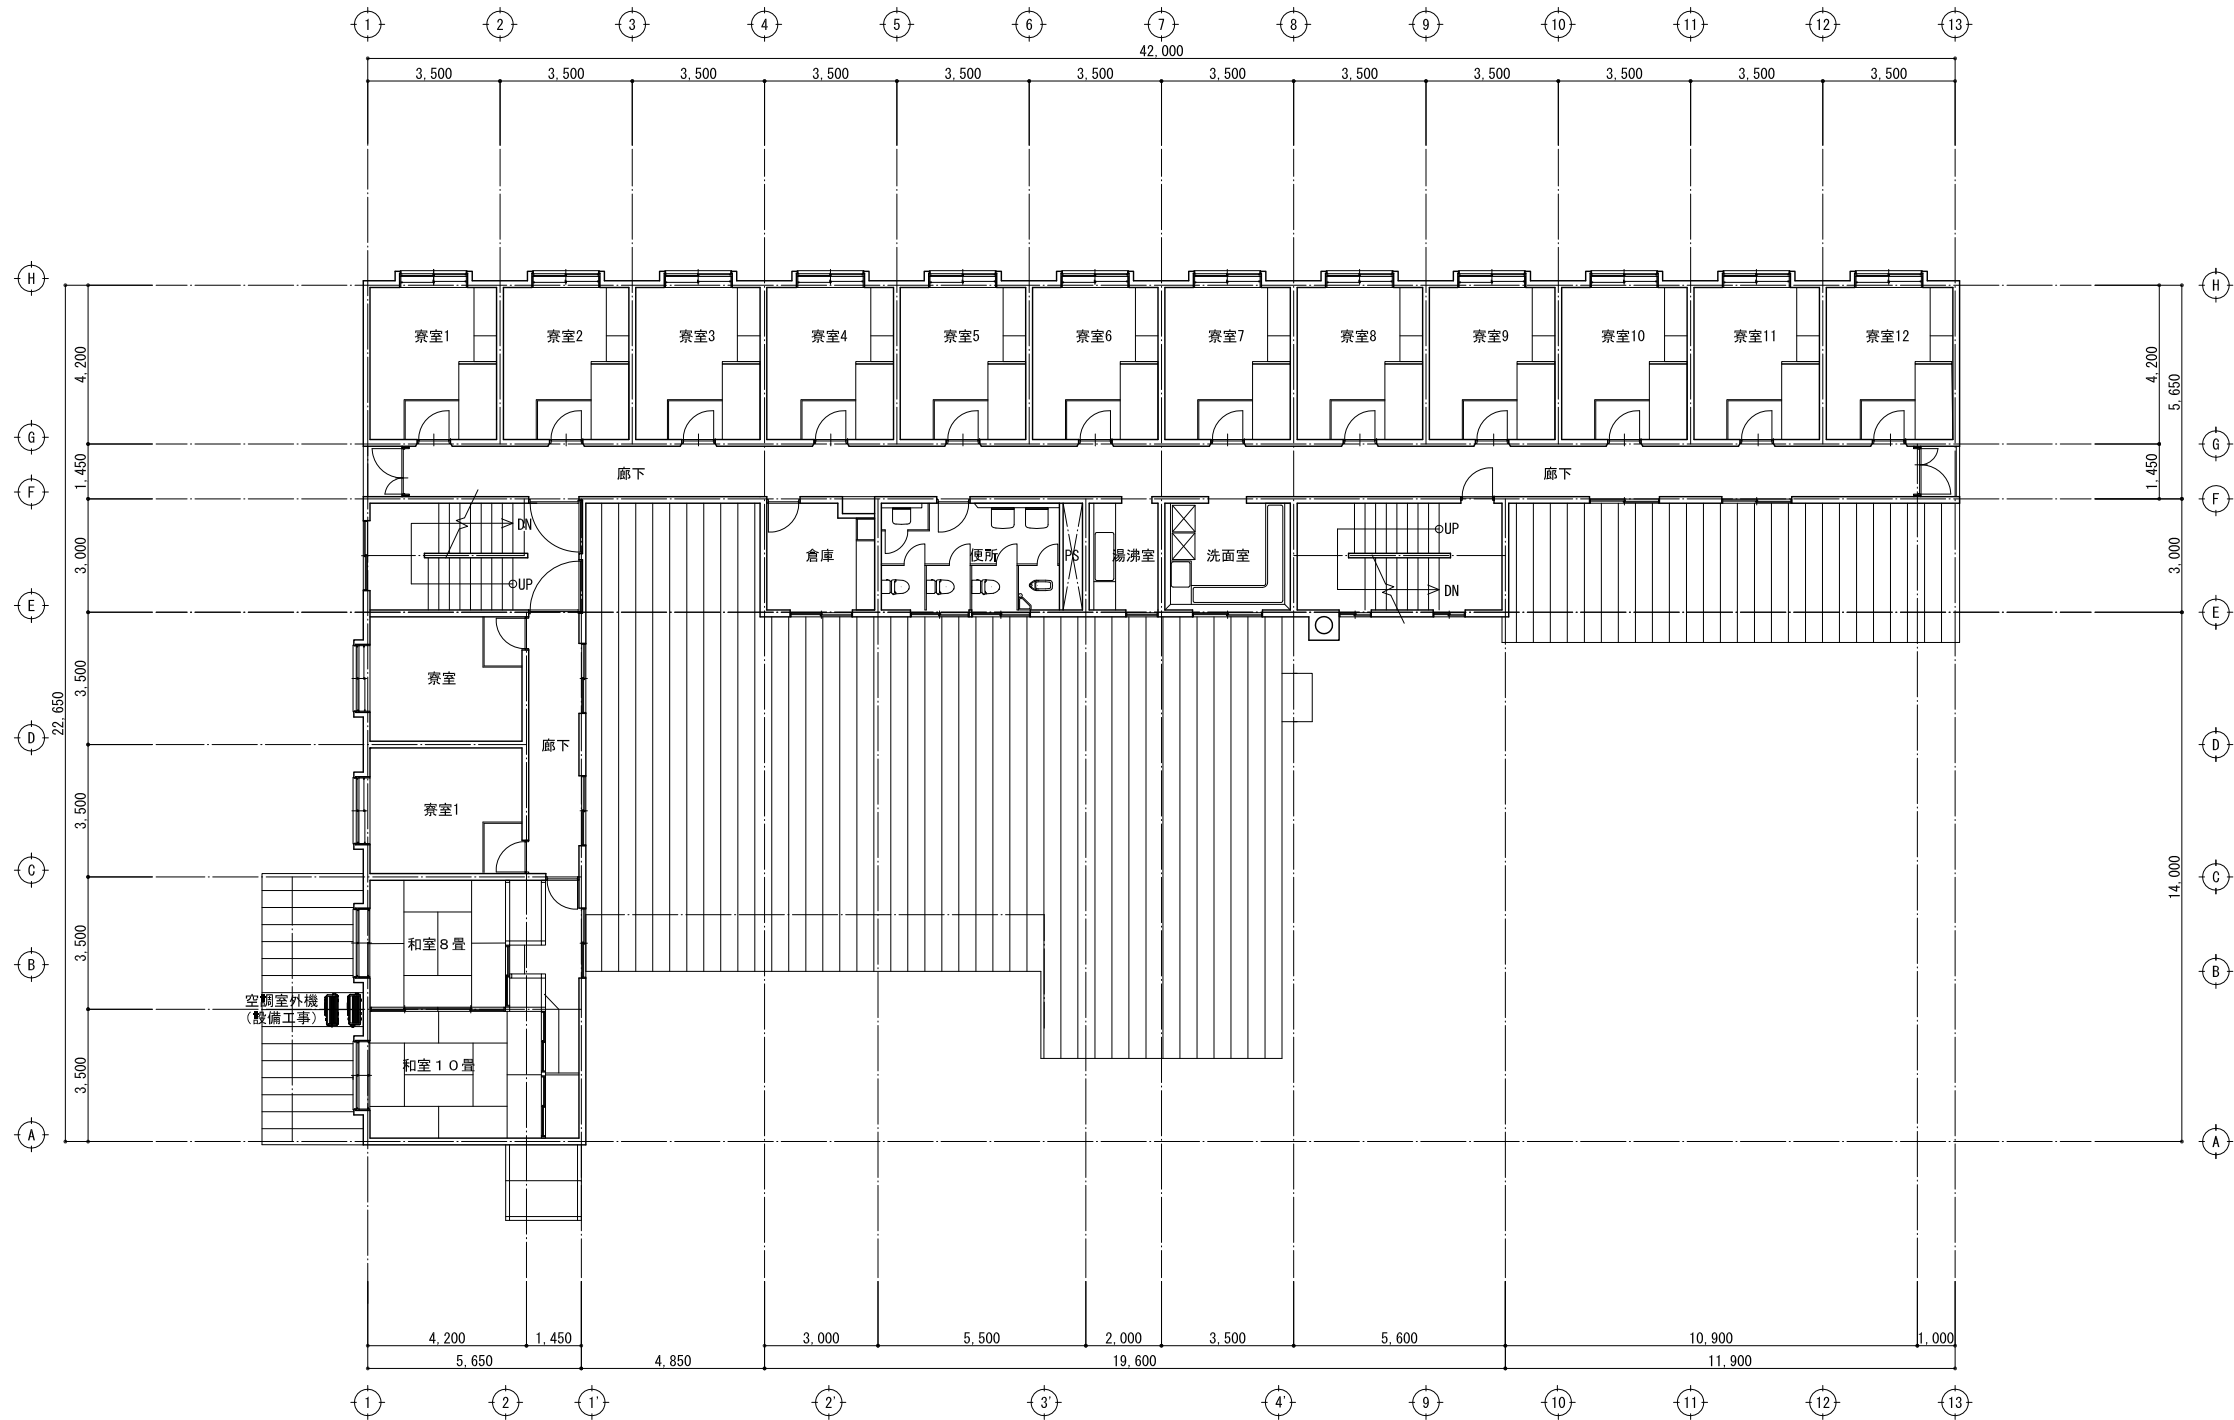 1 2 3 4 5 6 7 8 9 10 11 12 13
42,000
3,500 3,500 3,500 3,500 3,500 3,500 3,500 3,500 3,500 3,500 3,500 3,500
H H
寮室1 寮室2 寮室3 寮室4 寮室5 寮室6 寮室7 寮室8 寮室9 寮室10 寮室11 寮室12
4,200 4,200
5,650
G G
廊下 廊下
1,450 1,450
F F
DN UP
3,000 倉庫 便所 PS 湯沸室 洗面室 3,000
UP DN
E E
寮室
3,500
22,650
D D
廊下
寮室1
3,500
C C
14,000
和室8畳
3,500
B B
空調室外機
(設備工事)
和室10畳
3,500
A A
4,200 1,450 3,000 5,500 2,000 3,500 5,600 10,900 1,000
5,650 4,850 19,600 11,900
1 2 1' 2' 3' 4' 9 10 11 12 13